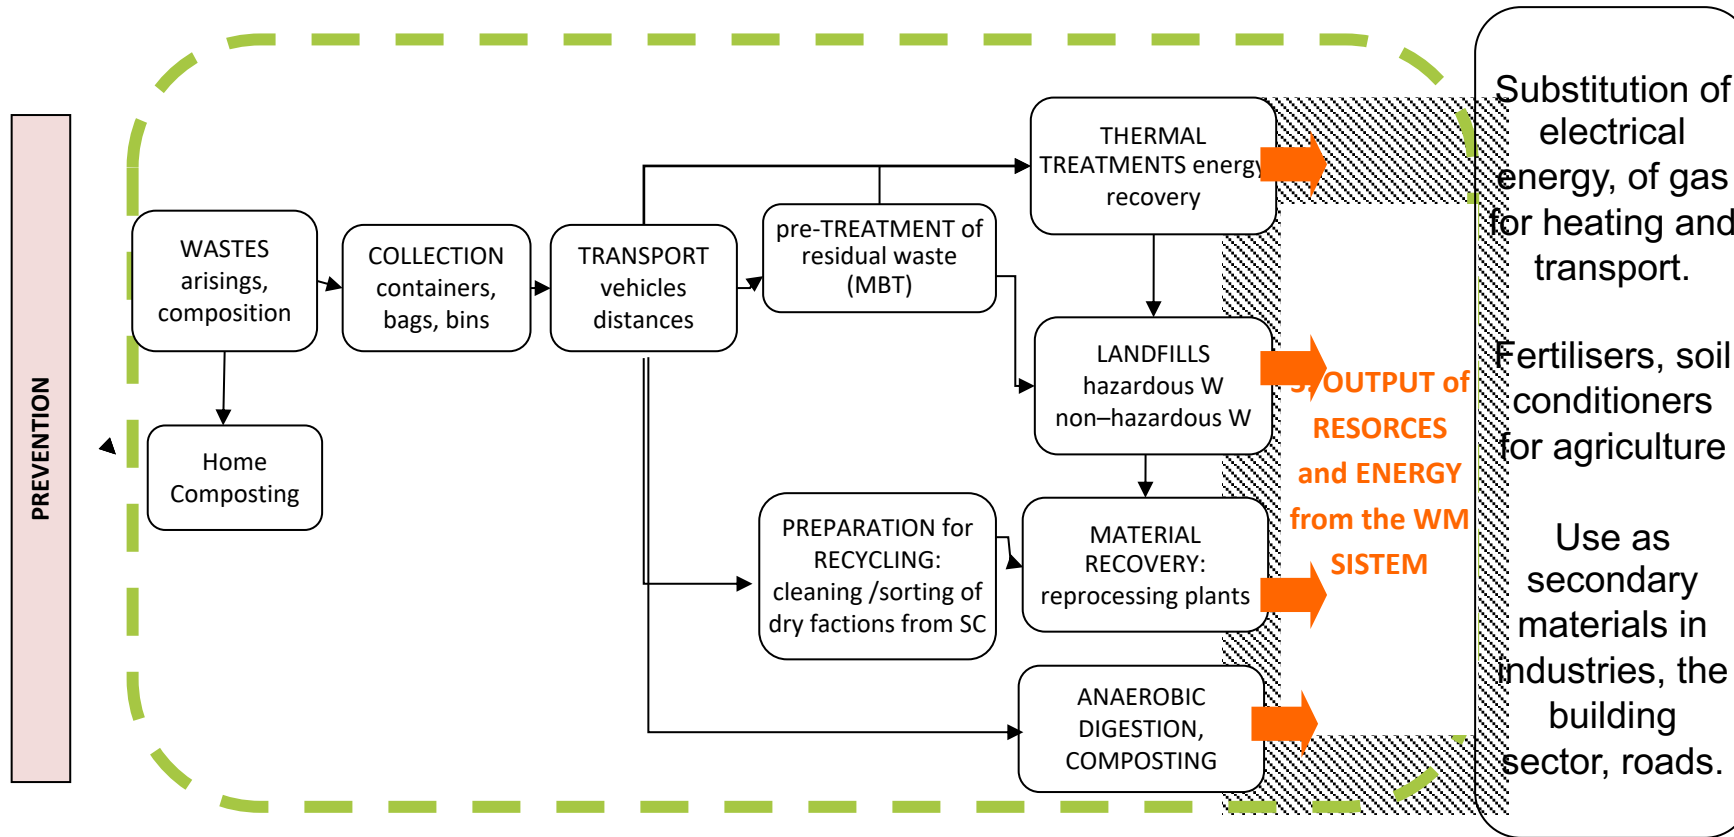 PREVENTION
WASTES
arisings,
composition
Home
Composting
COLLECTION
containers,
bags, bins
TRANSPORT
vehicles
distances
pre-TREATMENT of
residual waste
(MBT)
PREPARATION for
RECYCLING:
cleaning /sorting of
dry factions from SC
THERMAL
TREATMENTS energy
recovery
LANDFILLS
hazardous W
non–hazardous W
MATERIAL
RECOVERY:
reprocessing plants
ANAEROBIC
DIGESTION,
COMPOSTING
OUTPUT of
RESORCES
and ENERGY
from the WM
SISTEM
Substitution of
electrical
energy, of gas
for heating and
transport.
Fertilisers, soil
conditioners
for agriculture
Use as
secondary
materials in
industries, the
building
sector, roads.